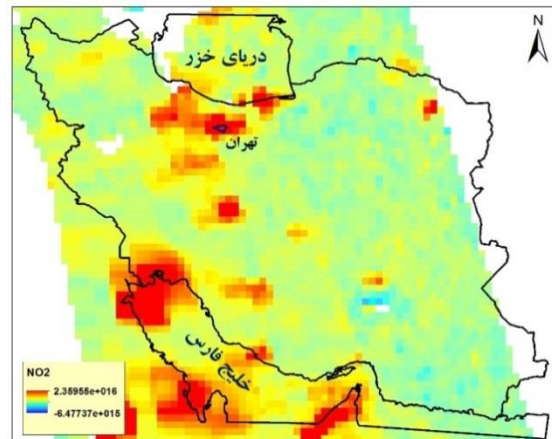 N
دریای خزر
تهران
خلیج فارس
NO2
2.35955e+016
-6.47737e+015